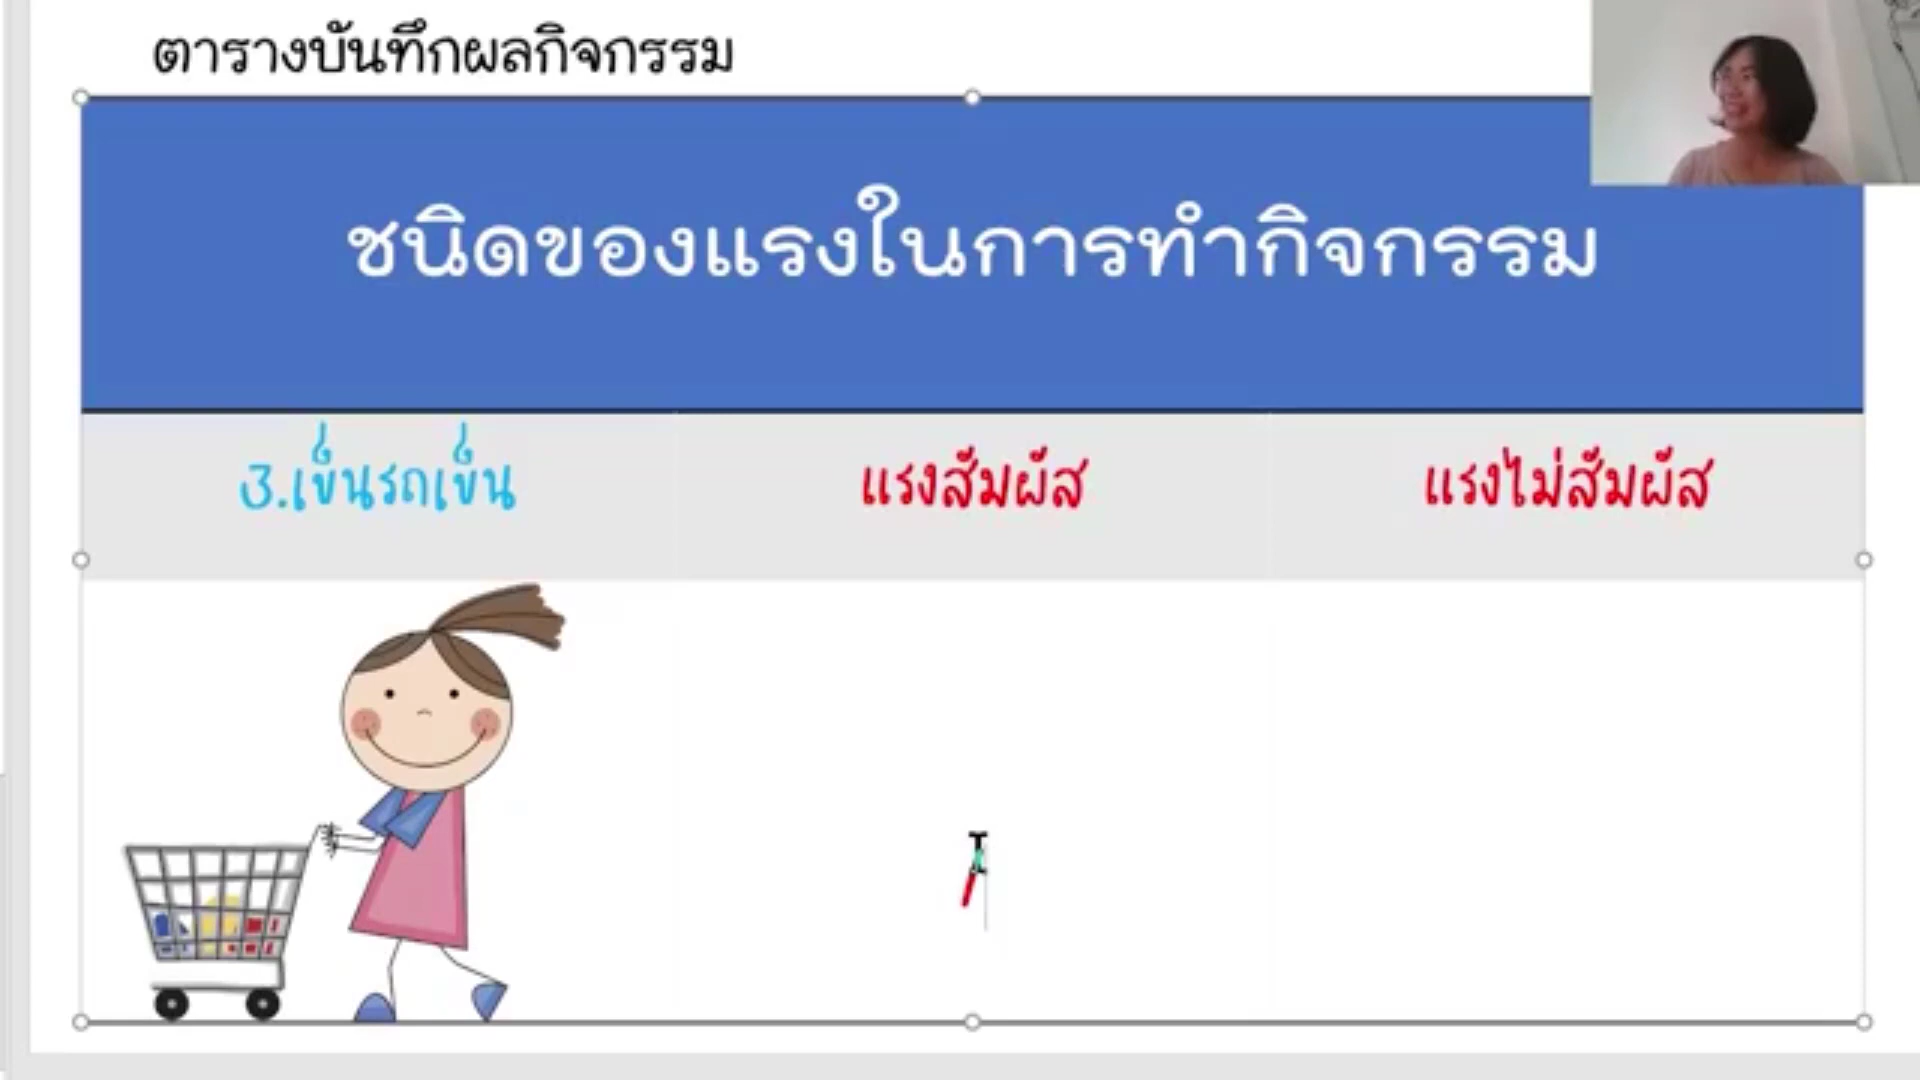 ตารางบันทึกผลกิจกรรม
ชนิดของแรงในการทำกิจกรรม
3.เข็นรถเข็น
แรงสัมผัส
แรงไม่สัมผัส